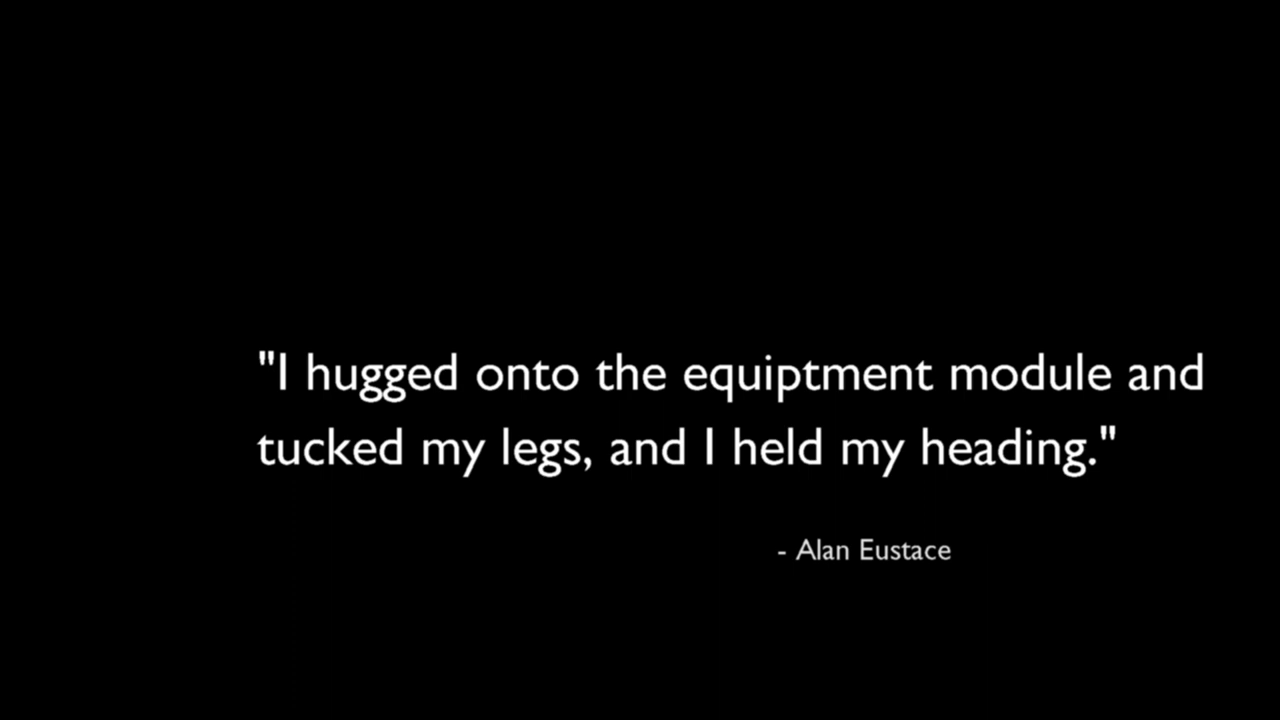 "I hugged onto the equiptment module and
tucked my legs, and I held my heading."
- Alan Eustace